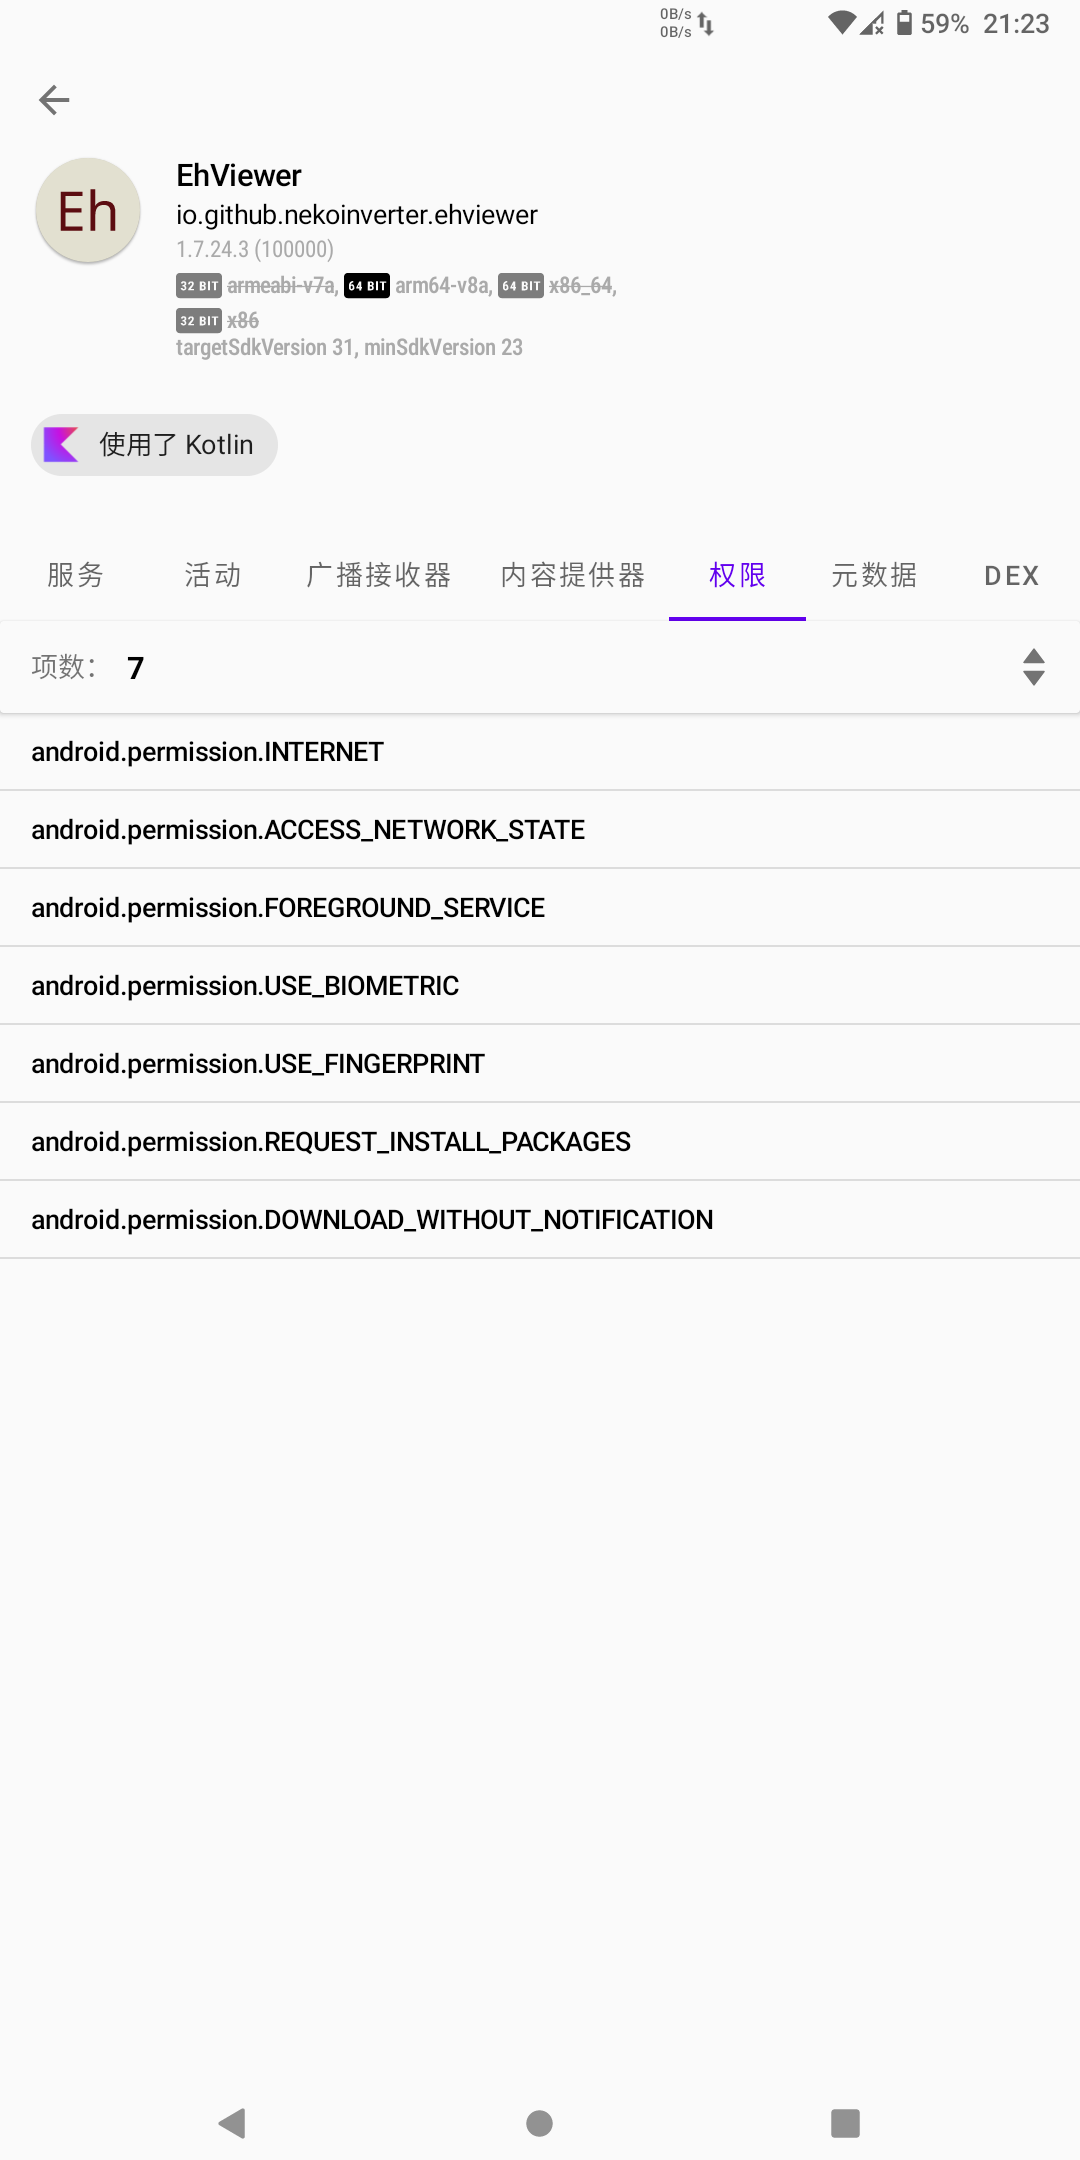 0B/s
0B/s
59% 21:23
Eh
EhViewer
io.github.nekoinverter.ehviewer
1.7.24.3 (100000)
32 BIT armeabi-v7a, 64 BIT arm64-v8a, 64 BIT x86_64,
32 BIT x86
targetSdkVersion 31, minSdkVersion 23
使用了 Kotlin
服务 活动 广播接收器 内容提供器 权限 元数据 DEX
项数： 7
android.permission.INTERNET
android.permission.ACCESS_NETWORK_STATE
android.permission.FOREGROUND_SERVICE
android.permission.USE_BIOMETRIC
android.permission.USE_FINGERPRINT
android.permission.REQUEST_INSTALL_PACKAGES
android.permission.DOWNLOAD_WITHOUT_NOTIFICATION